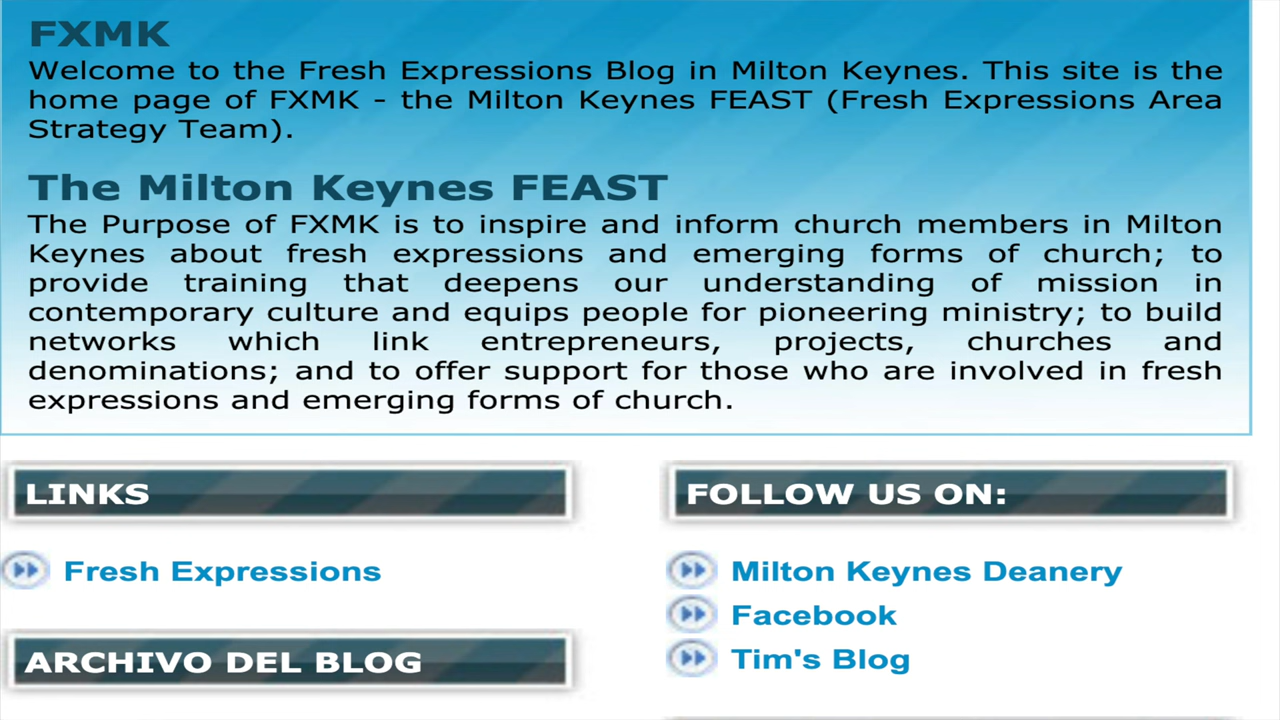 FXMK
Welcome to the Fresh Expressions Blog in Milton Keynes. This site is the
home page of FXMK - the Milton Keynes FEAST (Fresh Expressions Area
Strategy Team).
The Milton Keynes FEAST
The Purpose of FXMK is to inspire and inform church members in Milton
Keynes about fresh expressions and emerging forms of church; to
provide training that deepens our understanding of mission in
contemporary culture and equips people for pioneering ministry; to build
networks which link entrepreneurs, projects, churches and
denominations; and to offer support for those who are involved in fresh
expressions and emerging forms of church.
LINKS
Fresh Expressions
ARCHIVO DEL BLOG
FOLLOW US ON:
Milton Keynes Deanery
Facebook
Tim's Blog